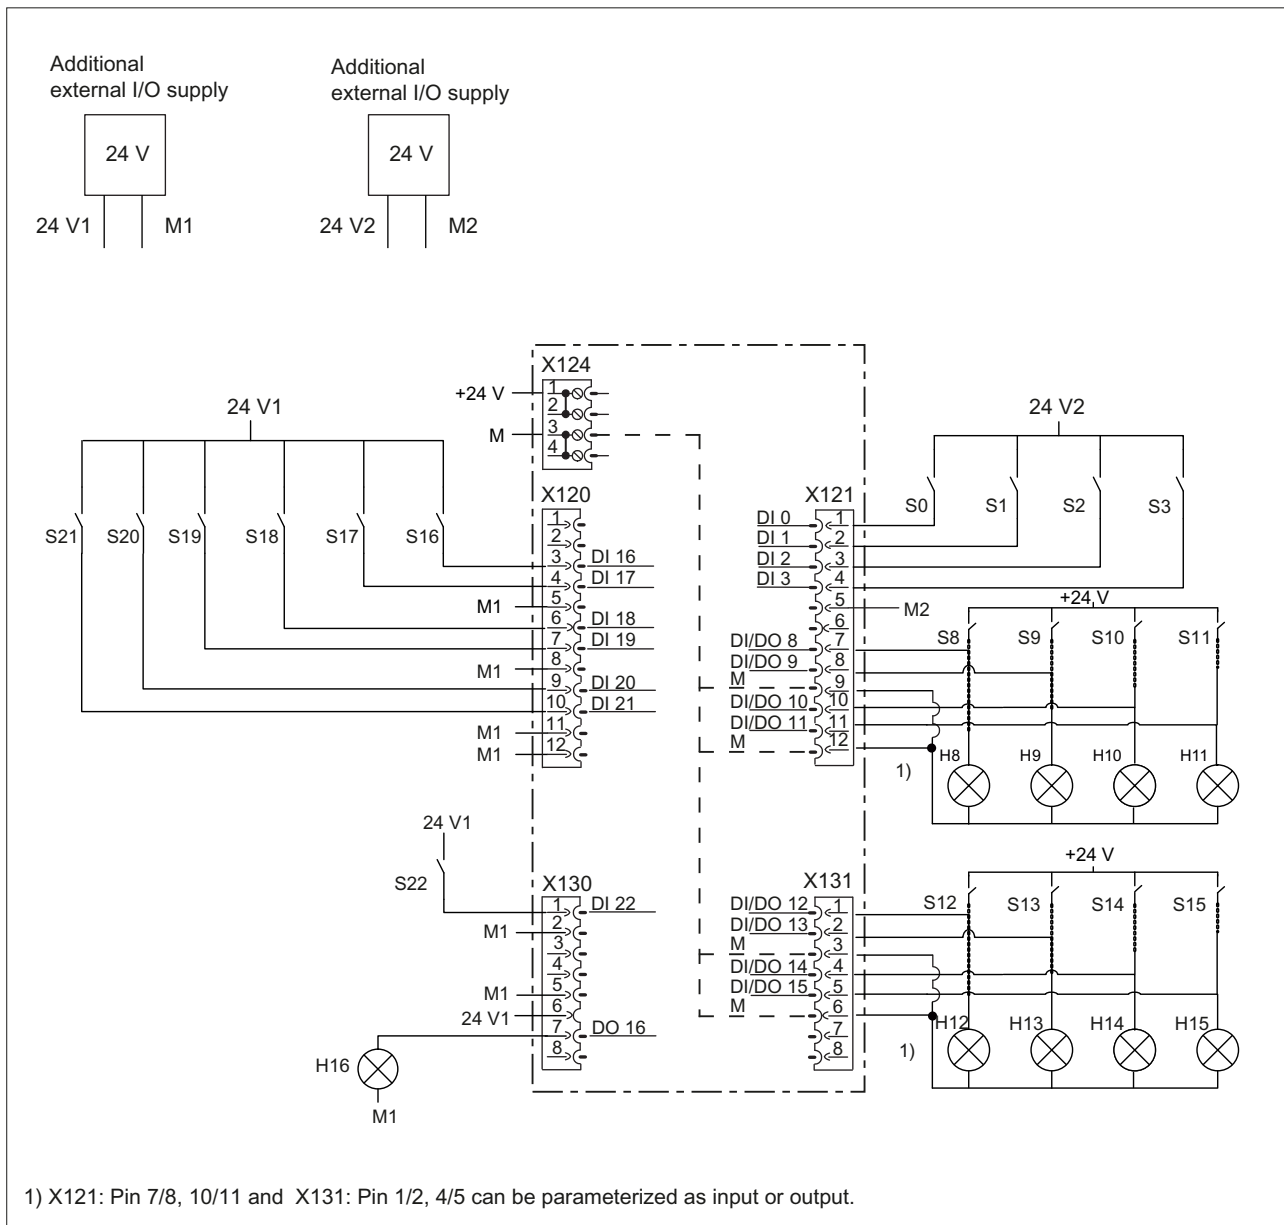 Additional
external I/O supply
24 V
24 V1
M1
Additional
external I/O supply
24 V
24 V2
M2
24 V1
S21
S20
S19
S18
S17
S16
X124
+24 V
M
1
2
3
4
X120
1
2
3
4
5
6
7
8
9
10
11
12
DI 16
DI 17
M1
DI 18
DI 19
M1
DI 20
DI 21
M1
M1
24 V1
S22
X130
1
2
3
4
5
6
7
8
DI 22
M1
M1
24 V1
DO 16
H16
M1
24 V2
S0
S1
S2
S3
X121
DI 0
DI 1
DI 2
DI 3
DI/DO 8
DI/DO 9
M
DI/DO 10
DI/DO 11
M
1
2
3
4
5
6
7
8
9
10
11
12
M2
+24 V
S8
S9
S10
S11
1)
H8
H9
H10
H11
X131
DI/DO 12
DI/DO 13
M
DI/DO 14
DI/DO 15
M
1
2
3
4
5
6
7
8
+24 V
S12
S13
S14
S15
1)
H12
H13
H14
H15
1) X121: Pin 7/8, 10/11 and X131: Pin 1/2, 4/5 can be parameterized as input or output.